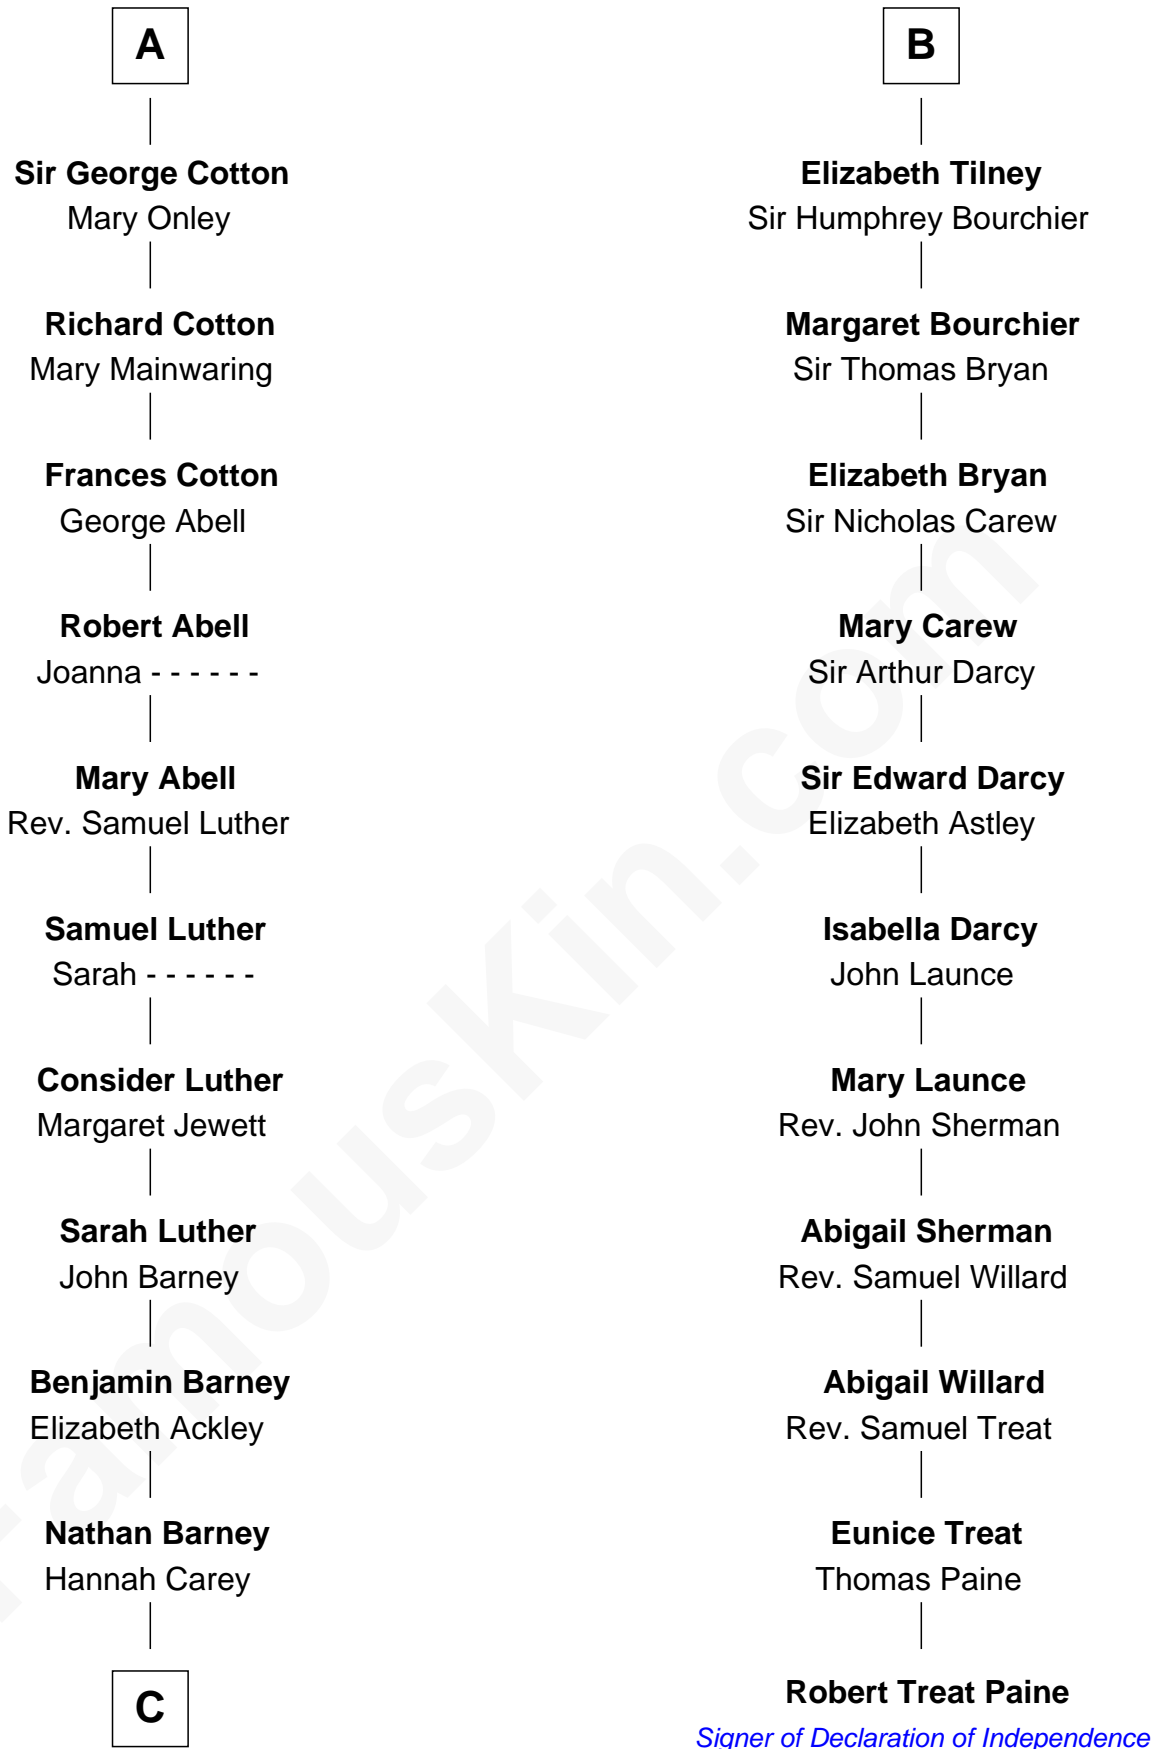 A
Sir George Cotton
Mary Onley
Richard Cotton
Mary Mainwaring
Frances Cotton
George Abell
Robert Abell
Joanna - - - - - -
Mary Abell
Rev. Samuel Luther
Samuel Luther
Sarah - - - - - -
Consider Luther
Margaret Jewett
Sarah Luther
John Barney
Benjamin Barney
Elizabeth Ackley
Nathan Barney
Hannah Carey
C
B
Elizabeth Tilney
Sir Humphrey Bourchier
Margaret Bourchier
Sir Thomas Bryan
Elizabeth Bryan
Sir Nicholas Carew
Mary Carew
Sir Arthur Darcy
Sir Edward Darcy
Elizabeth Astley
Isabella Darcy
John Launce
Mary Launce
Rev. John Sherman
Abigail Sherman
Rev. Samuel Willard
Abigail Willard
Rev. Samuel Treat
Eunice Treat
Thomas Paine
Robert Treat Paine
Signer of Declaration of Independence
FamousKin.com